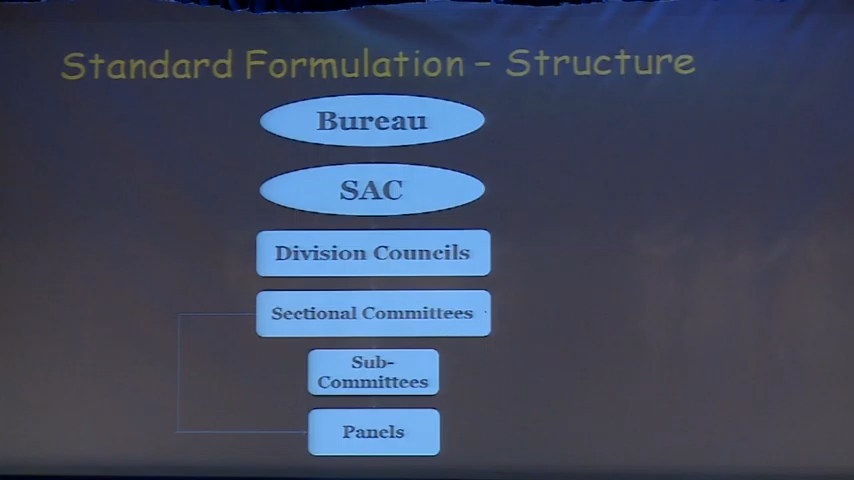 Standard Formulation – Structure
Bureau
SAC
Division Councils
Sectional Committees
Sub-
Committees
Panels